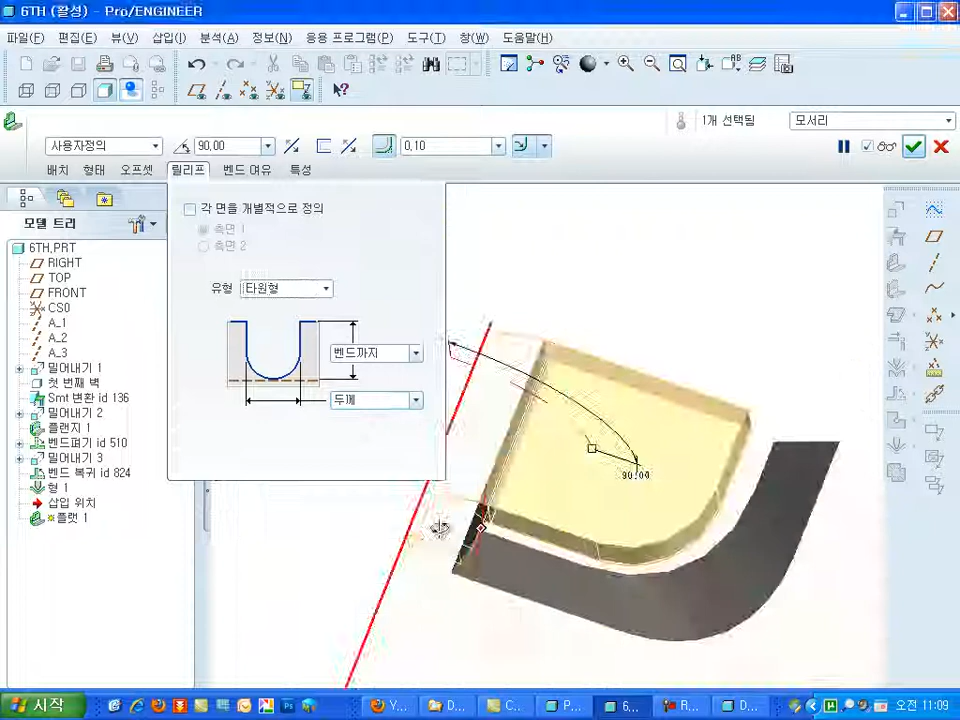 6TH (활성) - Pro/ENGINEER
파일(F) 편집(E) 뷰(V) 삽입(I) 분석(A) 정보(N) 응용 프로그램(P) 도구(T) 창(W) 도움말(H)
1개 선택됨 모서리
사용자정의 90.00 0.10
배치 형태 오프셋 릴리프 벤드 여유 특성
각 면을 개별적으로 정의
측면 1
측면 2
유형 타원형
벤드까지
두께
90.00
모델 트리
6TH.PRT
RIGHT
TOP
FRONT
CS0
A_1
A_2
A_3
밀어내기 1
첫 번째 벽
Smt 변환 id 136
밀어내기 2
플랜지 1
벤드펴기 id 510
밀어내기 3
벤드 복귀 id 824
형 1
삽입 위치
※플랫 1
시작 Y... D... C... P... 6... R... D... 오전 11:09